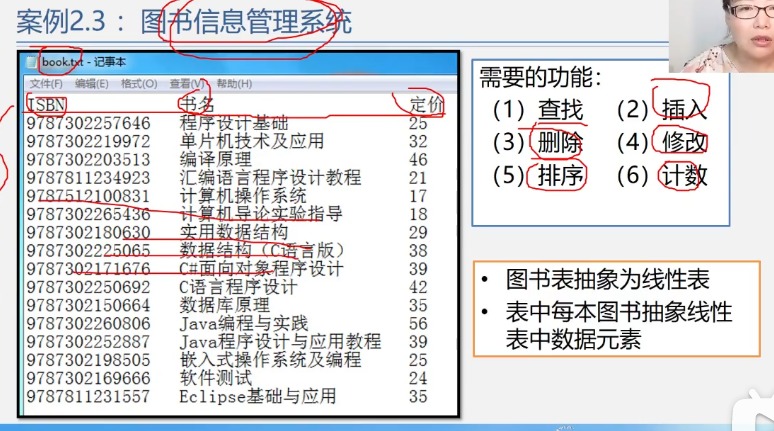 案例2.3 ：图书信息管理系统
book.txt - 记事本
文件(F) 编辑(E) 格式(O) 查看(V) 帮助(H)
ISBN 书名 定价
9787302257646 程序设计基础 25
9787302219972 单片机技术及应用 32
9787302203513 编译原理 46
9787811234923 汇编语言程序设计教程 21
9787512100831 计算机操作系统 17
9787302265436 计算机导论实验指导 18
9787302180630 实用数据结构 29
9787302225065 数据结构（C语言版） 38
9787302171676 C#面向对象程序设计 39
9787302250692 C语言程序设计 42
9787302150664 数据库原理 35
9787302260806 Java编程与实践 56
9787302252887 Java程序设计与应用教程 39
9787302198505 嵌入式操作系统及编程 25
9787302169666 软件测试 24
9787811231557 Eclipse基础与应用 35
需要的功能：
（1）查找 （2）插入
（3）删除 （4）修改
（5）排序 （6）计数
• 图书表抽象为线性表
• 表中每本图书抽象线性
表中数据元素